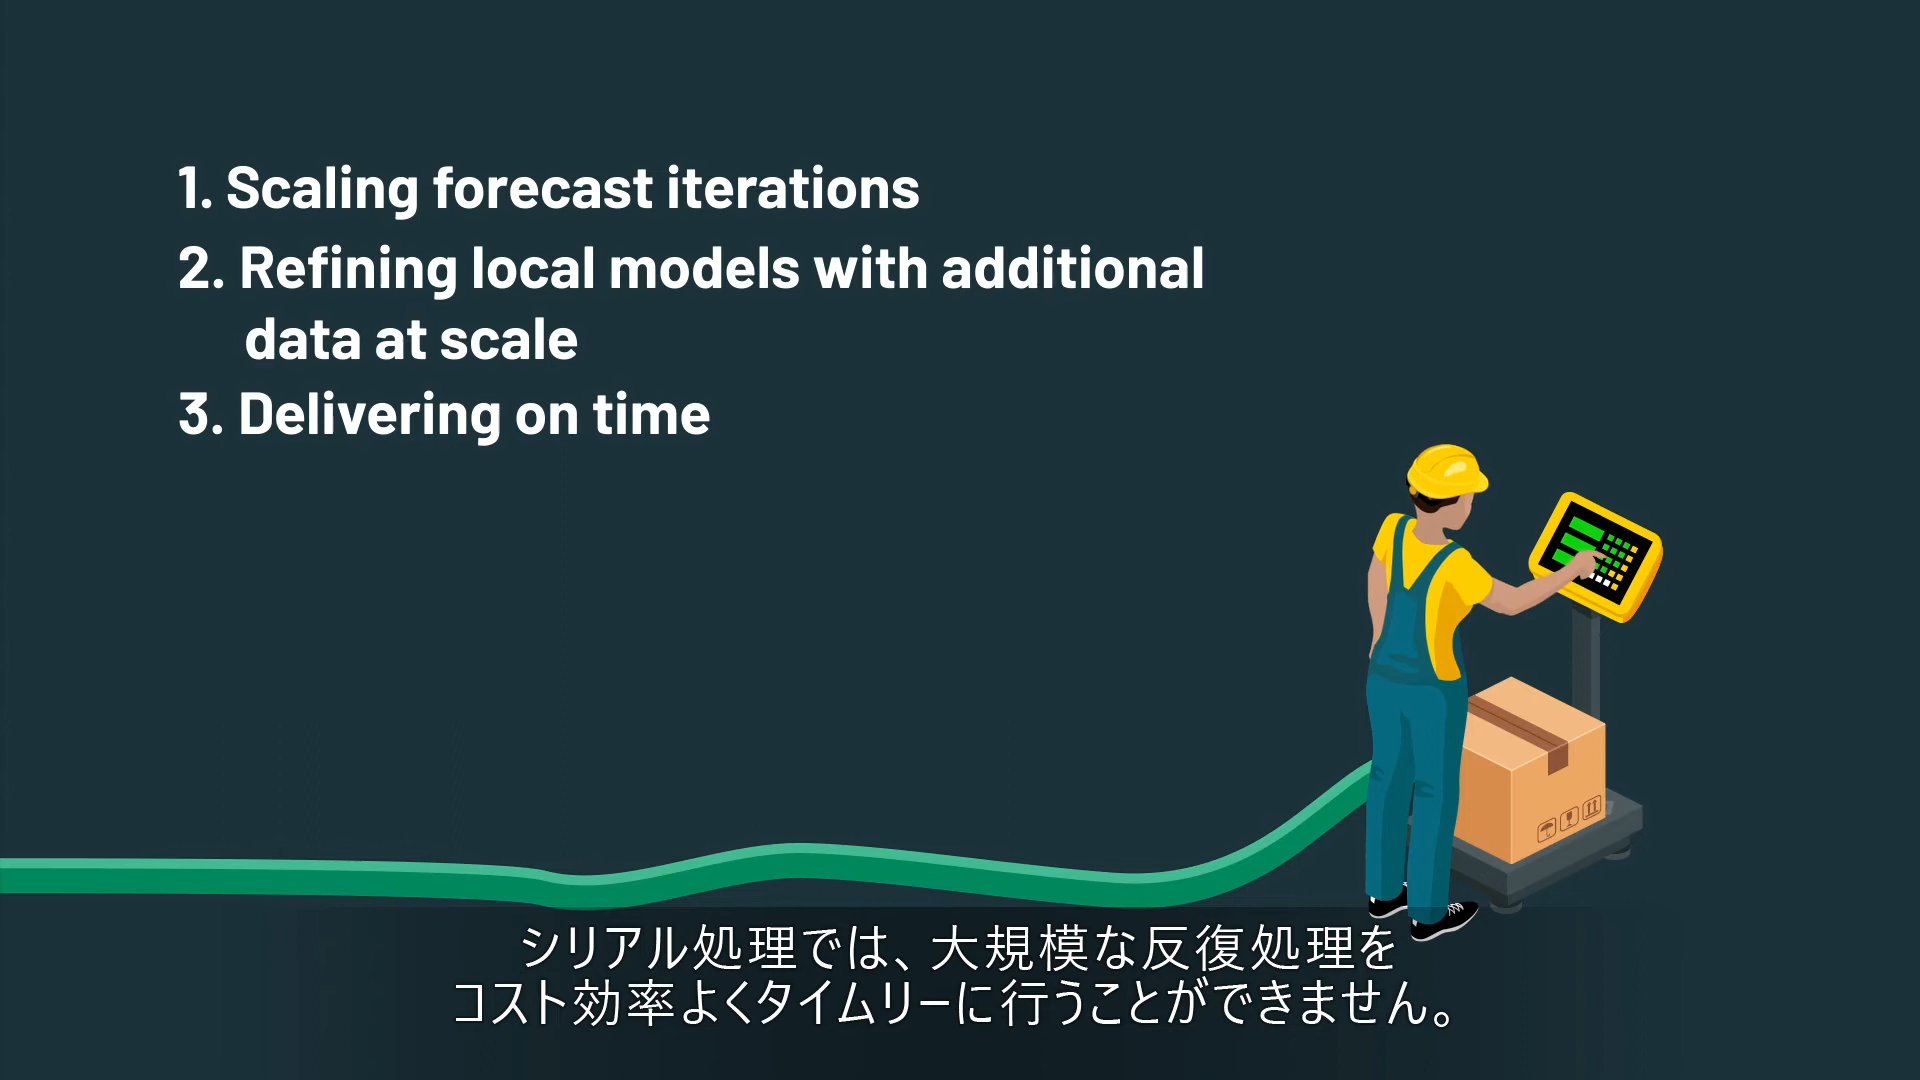 1. Scaling forecast iterations
2. Refining local models with additional
data at scale
3. Delivering on time
シリアル処理では、大規模な反復処理を
コスト効率よくタイムリーに行うことができません。